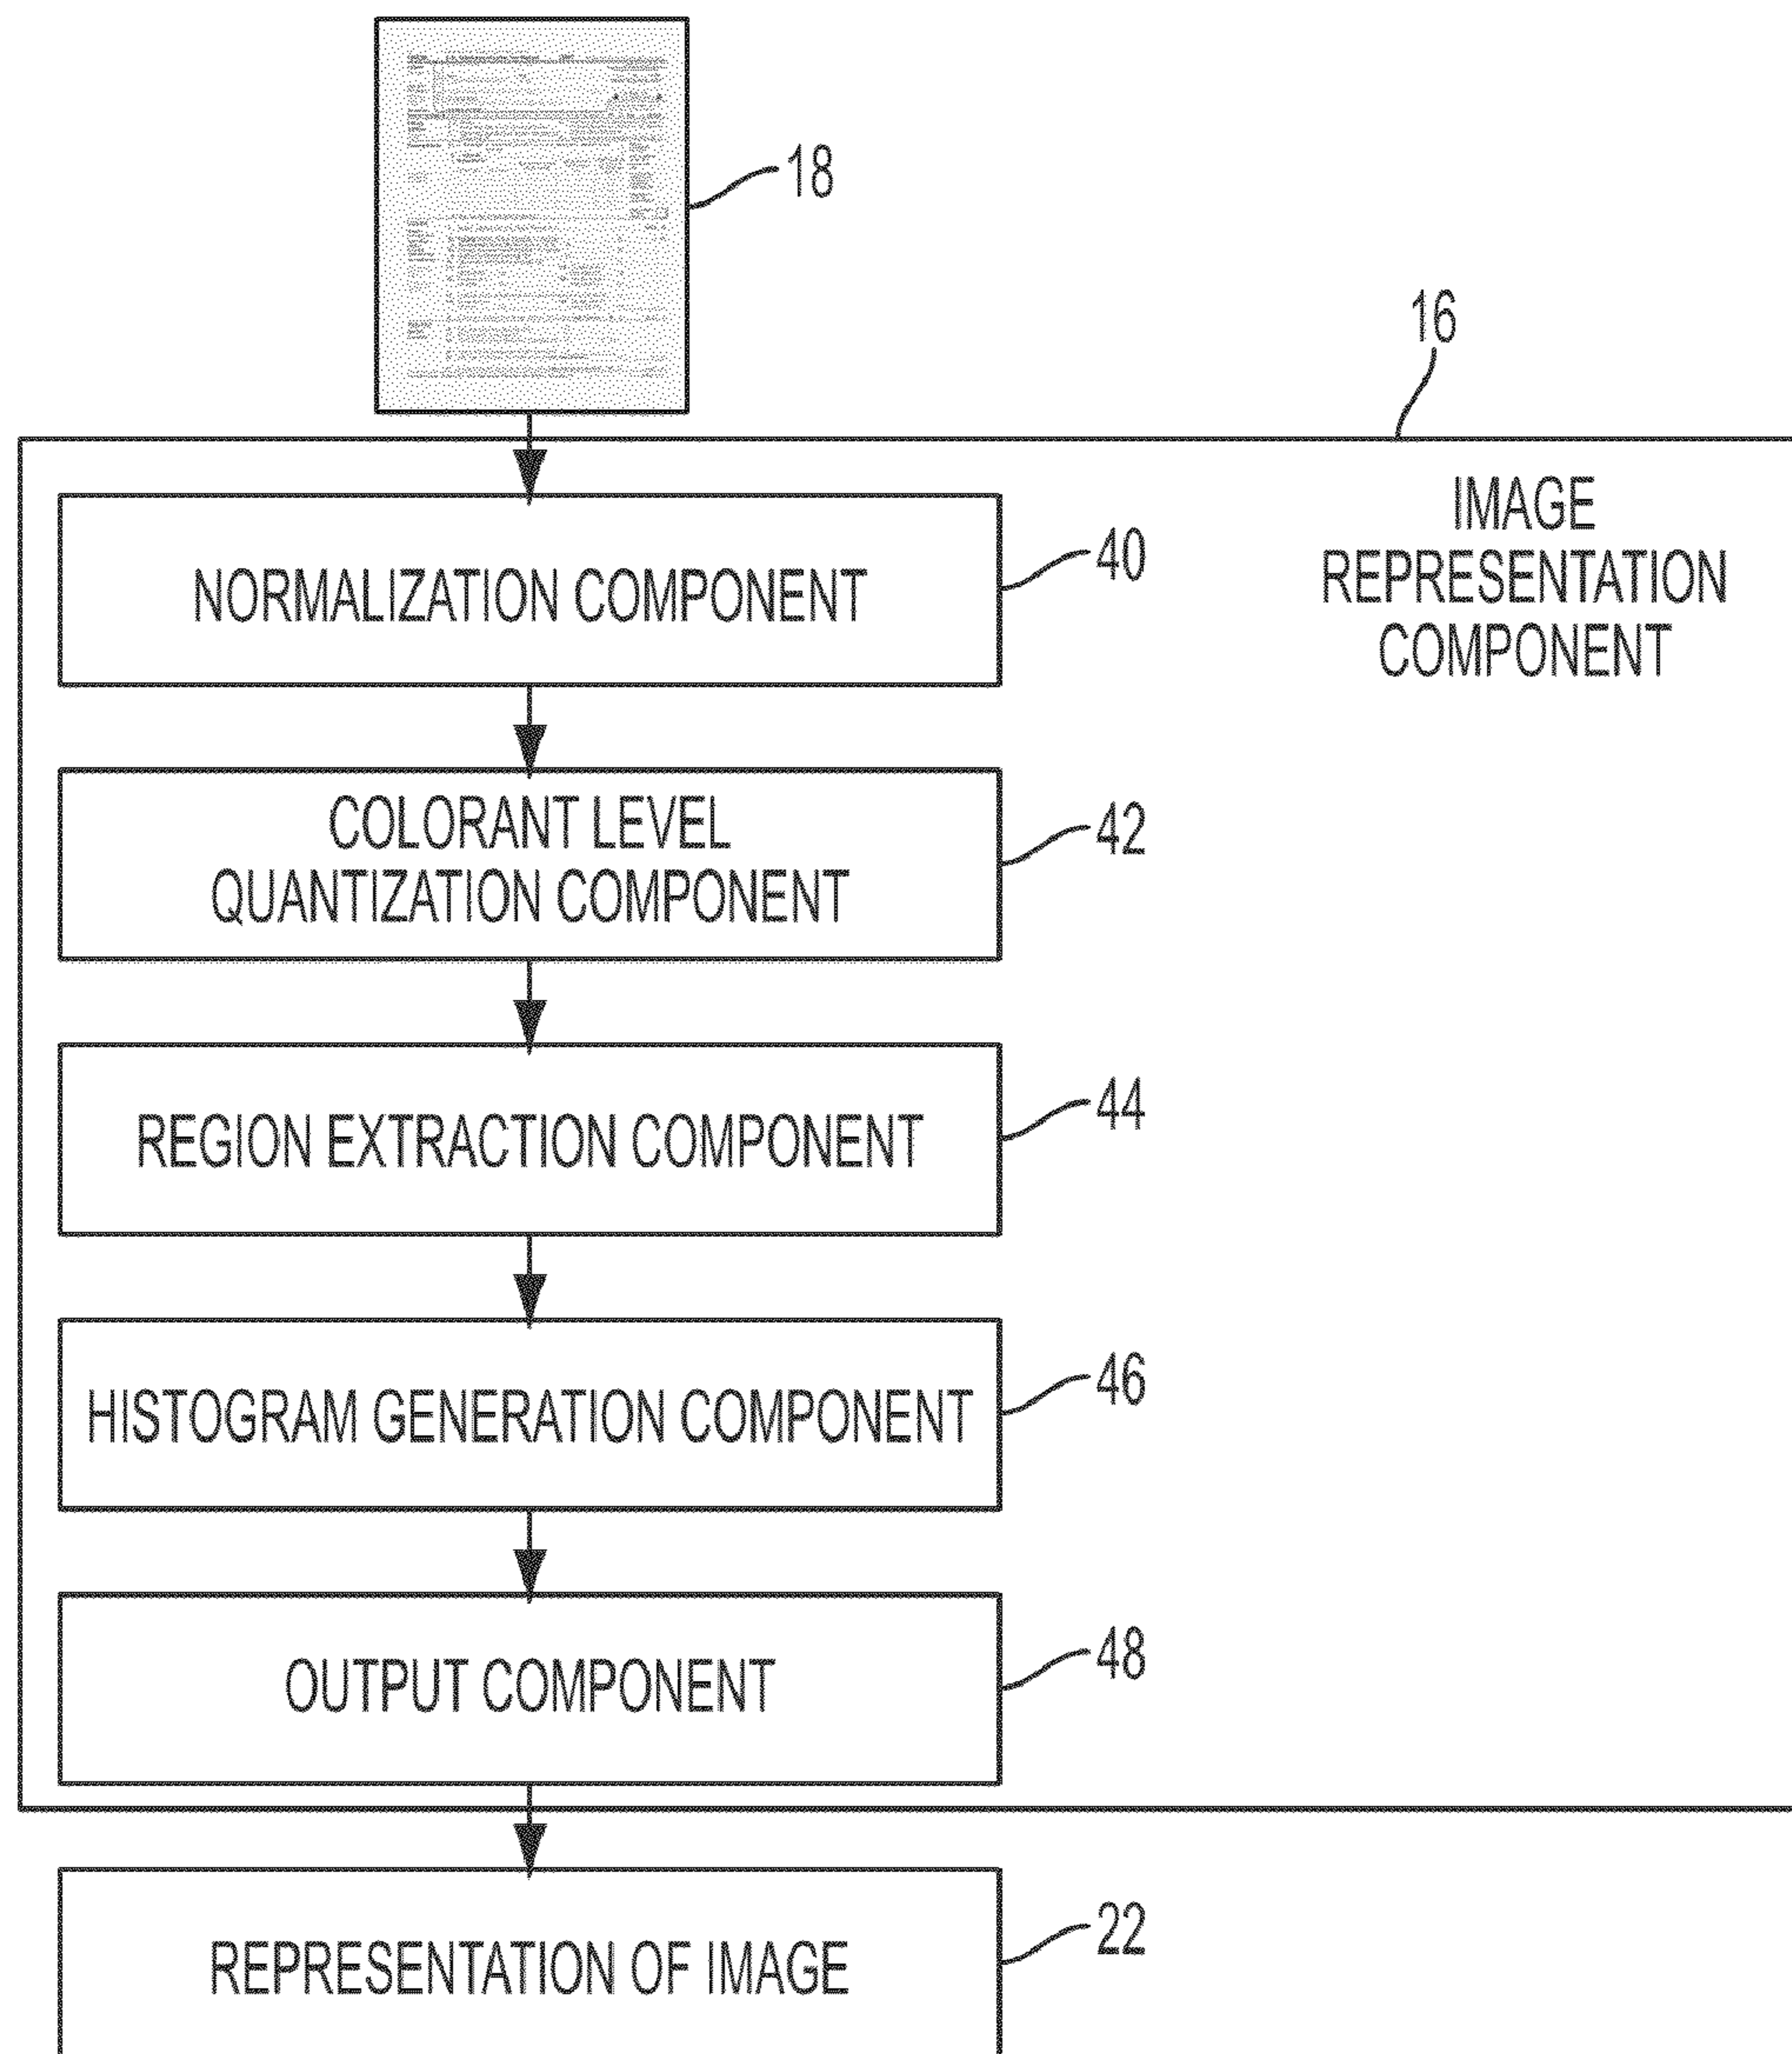 18
16
IMAGE
REPRESENTATION
COMPONENT
NORMALIZATION COMPONENT
40
COLORANT LEVEL
QUANTIZATION COMPONENT
42
REGION EXTRACTION COMPONENT
44
HISTOGRAM GENERATION COMPONENT
46
OUTPUT COMPONENT
48
REPRESENTATION OF IMAGE
22